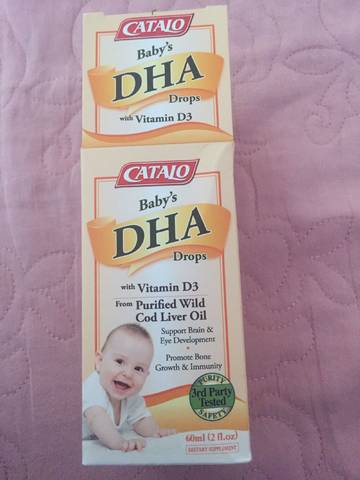 CATALO
Baby's
DHA
Drops
with Vitamin D3
CATALO
Baby's
DHA
Drops
with Vitamin D3
From Purified Wild
Cod Liver Oil
Support Brain &
Eye Development
•
Promote Bone
Growth & Immunity
PURITY
3rd Party
Tested
SAFETY
60ml (2 fl.oz)
DIETARY SUPPLEMENT